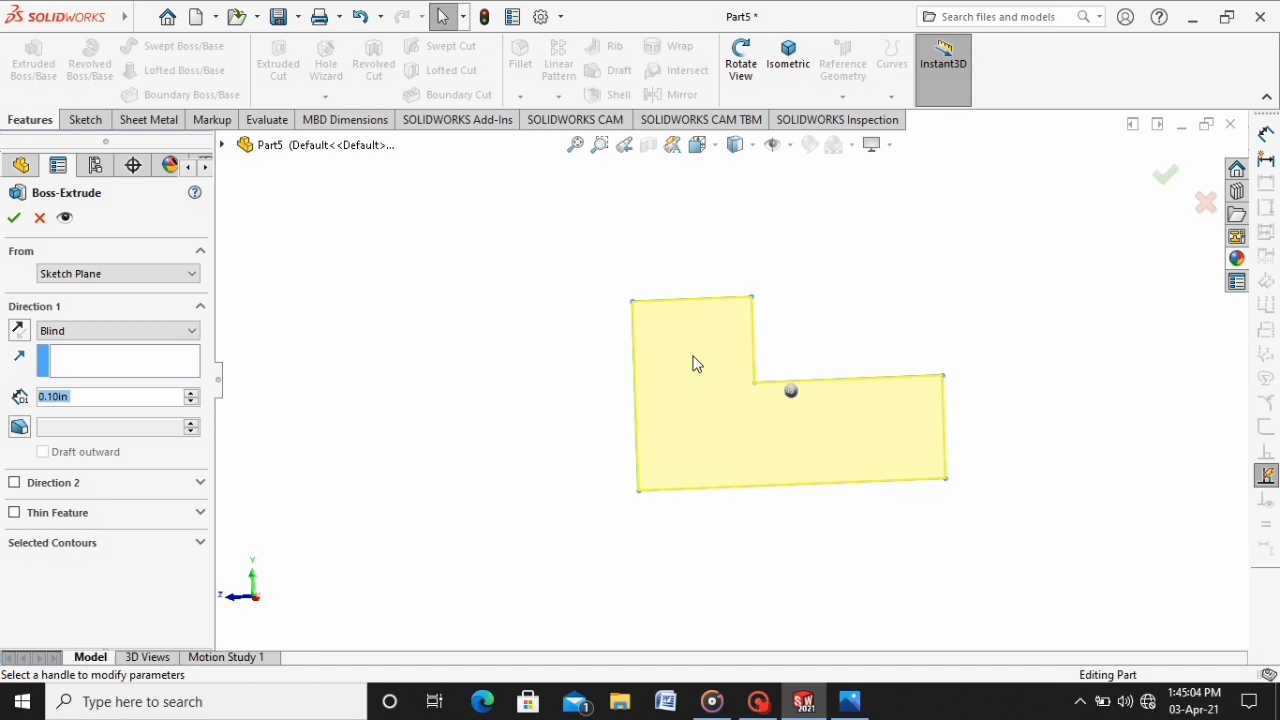 SOLIDWORKS
Part5 *
Search files and models
Extruded Boss/Base
Revolved Boss/Base
Swept Boss/Base
Lofted Boss/Base
Boundary Boss/Base
Extruded Cut
Hole Wizard
Revolved Cut
Swept Cut
Lofted Cut
Boundary Cut
Fillet
Linear Pattern
Rib
Draft
Shell
Wrap
Intersect
Mirror
Rotate View
Isometric
Reference Geometry
Curves
Instant3D
Features
Sketch
Sheet Metal
Markup
Evaluate
MBD Dimensions
SOLIDWORKS Add-Ins
SOLIDWORKS CAM
SOLIDWORKS CAM TBM
SOLIDWORKS Inspection
Part5 (Default<<Default>...
Boss-Extrude
From
Sketch Plane
Direction 1
Blind
0.10in
Draft outward
Direction 2
Thin Feature
Selected Contours
Y
Z
Model
3D Views
Motion Study 1
Select a handle to modify parameters
Editing Part
Type here to search
1
SW
2021
1:45:04 PM
03-Apr-21